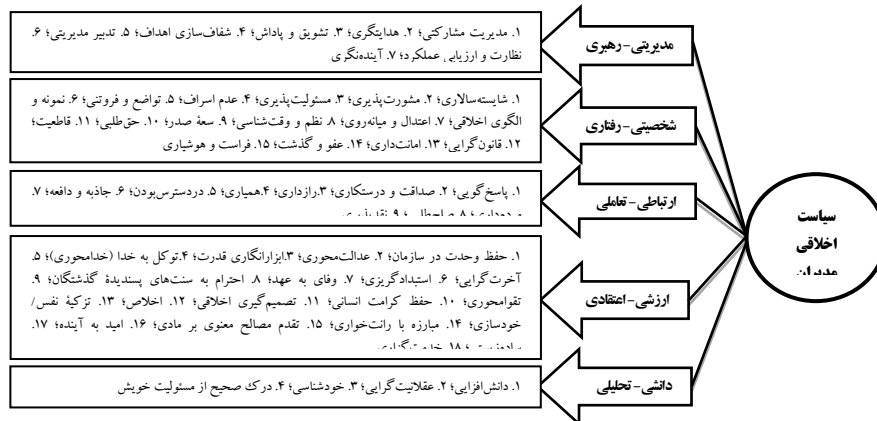 مدیریتی-رهبری
۱. مدیریت مشارکتی؛ ۲. هدایتگری؛ ۳. تشویق و پاداش؛ ۴. شفاف‌سازی اهداف؛ ۵. تدبیر مدیریتی؛ ۶.
نظارت و ارزیابی عملکرد؛ ۷. آینده‌نگری
شخصیتی-رفتاری
۱. شایسته‌سالاری؛ ۲. مشورت‌پذیری؛ ۳. مسئولیت‌پذیری؛ ۴. عدم اسراف؛ ۵. تواضع و فروتنی؛ ۶. نمونه و
الگوی اخلاقی؛ ۷. اعتدال و میانه‌روی؛ ۸. نظم و وقت‌شناسی؛ ۹. سعۀ صدر؛ ۱۰. حق‌طلبی؛ ۱۱. قاطعیت؛
۱۲. قانون‌گرایی؛ ۱۳. امانت‌داری؛ ۱۴. عفو و گذشت؛ ۱۵. فراست و هوشیاری
ارتباطی-تعاملی
۱. پاسخ‌گویی؛ ۲. صداقت و درستکاری؛ ۳.رازداری؛ ۴.همیاری؛ ۵. دردسترس‌بودن؛ ۶. جاذبه و دافعه؛ ۷.
۸. ۹.
ارزشی-اعتقادی
۱. حفظ وحدت در سازمان؛ ۲. عدالت‌محوری؛ ۳.ابزارانگاری قدرت؛ ۴.توکل به خدا (خدامحوری)؛ ۵.
آخرت‌گرایی؛ ۶. استبدادگریزی؛ ۷. وفای به عهد؛ ۸. احترام به سنت‌های پسندیدۀ گذشتگان؛ ۹.
تقوامحوری؛ ۱۰. حفظ کرامت انسانی؛ ۱۱. تصمیم‌گیری اخلاقی؛ ۱۲. اخلاص؛ ۱۳. تزکیۀ نفس/
خودسازی؛ ۱۴. مبارزه با رانت‌خواری؛ ۱۵. تقدم مصالح معنوی بر مادی؛ ۱۶. امید به آینده؛ ۱۷.
۱۸. خدمت‌گزاری
دانشی-تحلیلی
۱. دانش‌افزایی؛ ۲. عقلانیت‌گرایی؛ ۳. خودشناسی؛ ۴. درک صحیح از مسئولیت خویش
سیاست
اخلاقی
مدیران